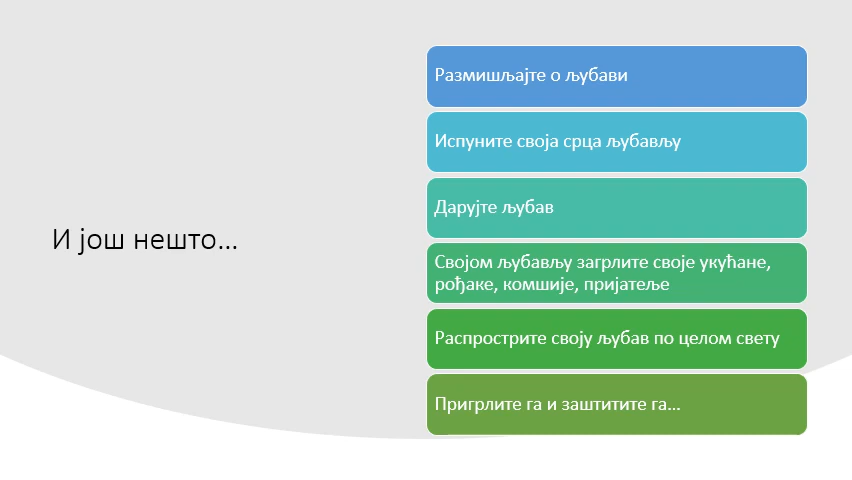 И још нешто...
Размишљајте о љубави
Испуните своја срца љубављу
Дарујте љубав
Својом љубављу загрлите своје укућане,
рођаке, комшије, пријатеље
Распрострите своју љубав по целом свету
Пригрлите га и заштитите га...